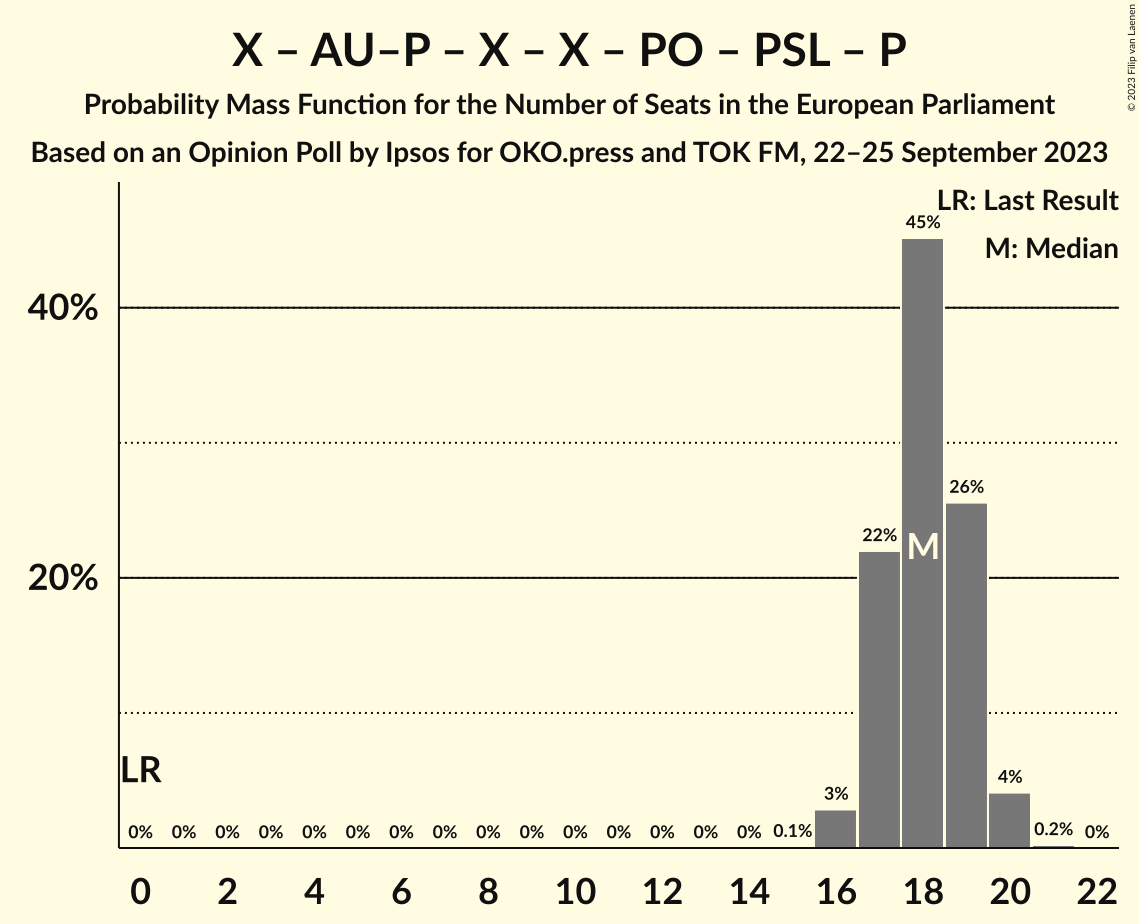 X – AU–P – X – X – PO – PSL – P
Probability Mass Function for the Number of Seats in the European Parliament
Based on an Opinion Poll by Ipsos for OKO.press and TOK FM, 22–25 September 2023
© 2023 Filip van Laenen
LR: Last Result
M: Median
45%
40%
26%
22%
M
20%
LR
4%
3%
0% 0% 0% 0% 0% 0% 0% 0% 0% 0% 0% 0% 0% 0% 0% 0.1% 0.2% 0%
0 2 4 6 8 10 12 14 16 18 20 22